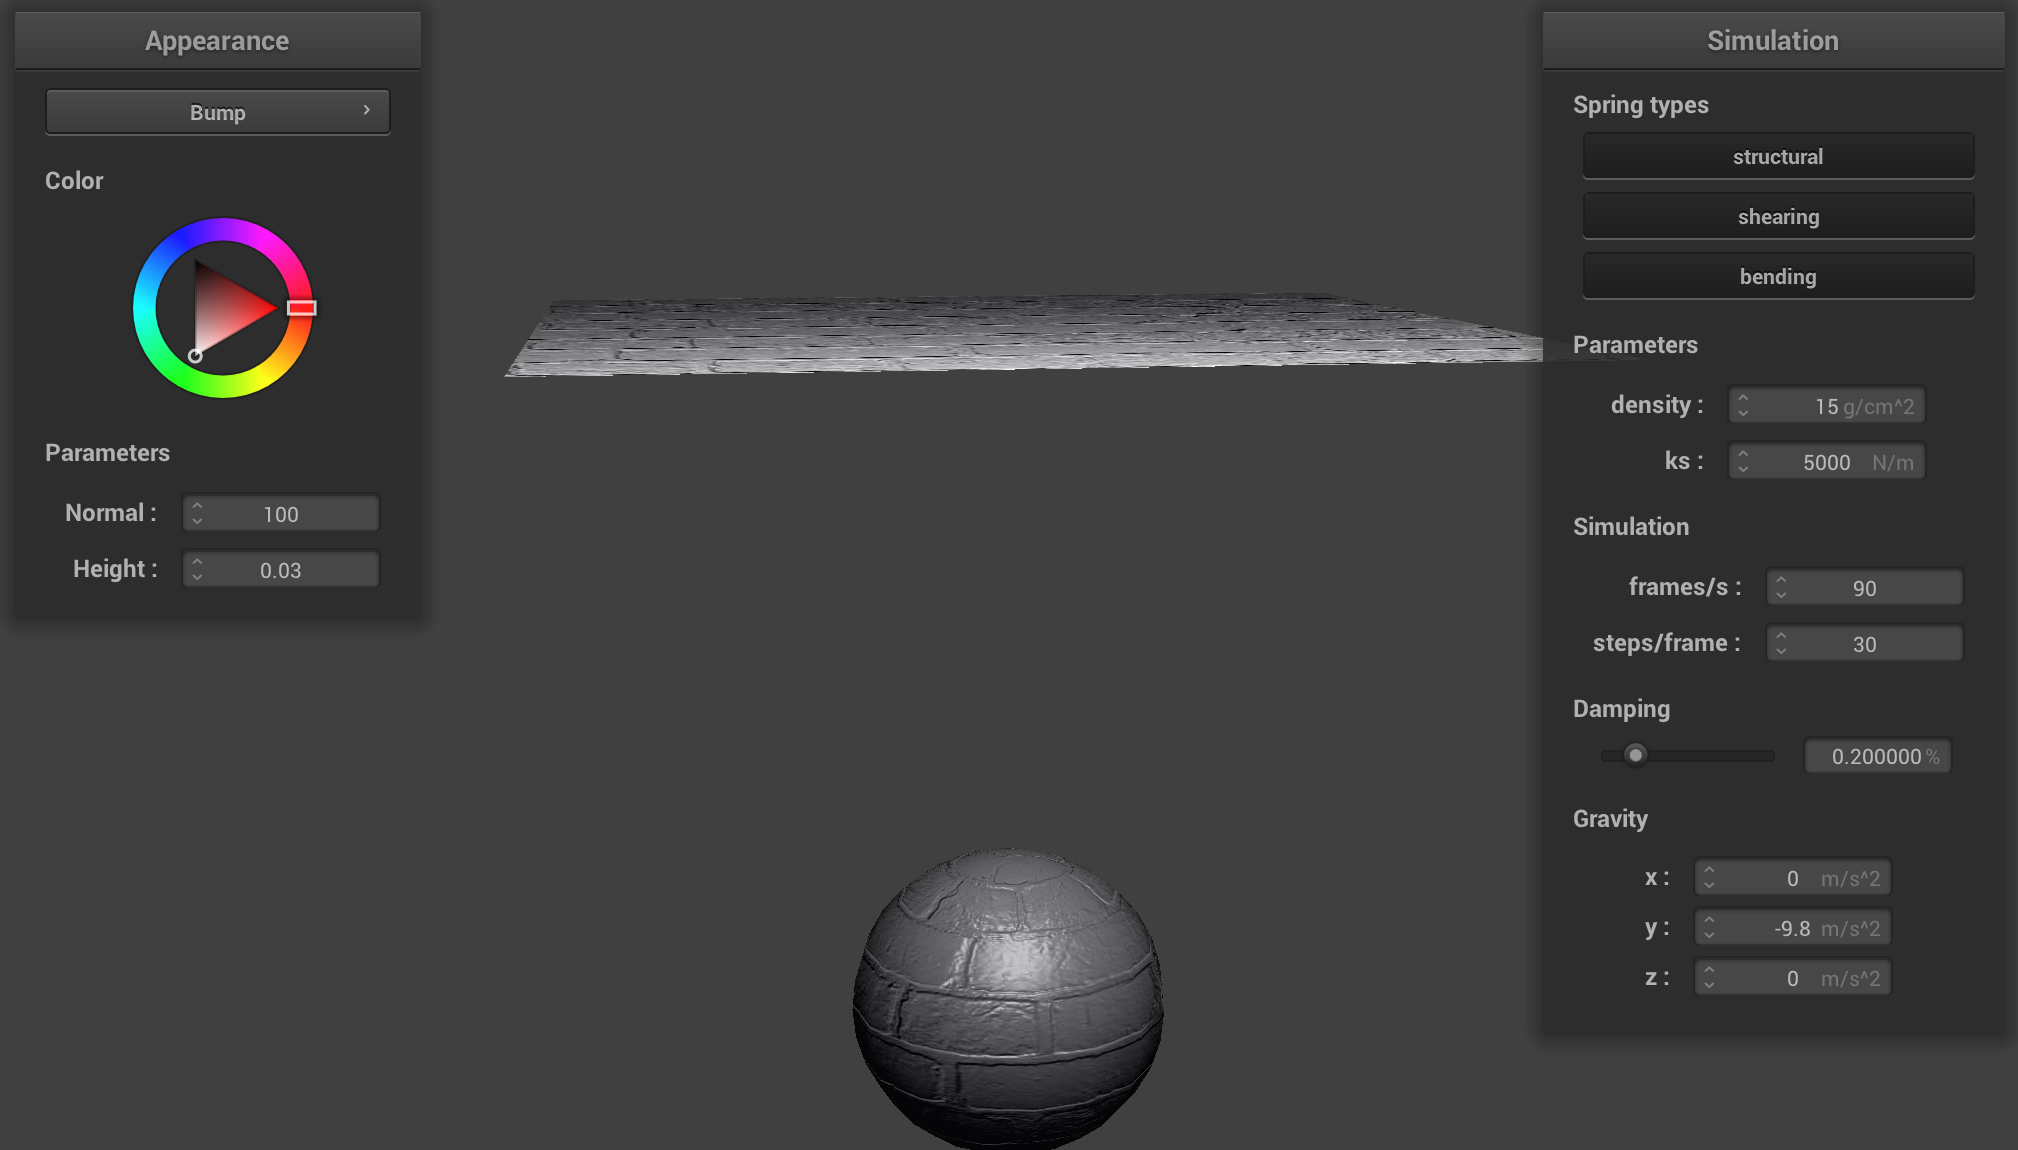 Appearance
Bump
Color
Parameters
Normal : 100
Height : 0.03
Simulation
Spring types
structural
shearing
bending
Parameters
density : 15 g/cm^2
ks : 5000 N/m
Simulation
frames/s : 90
steps/frame : 30
Damping
0.200000 %
Gravity
x : 0 m/s^2
y : -9.8 m/s^2
z : 0 m/s^2